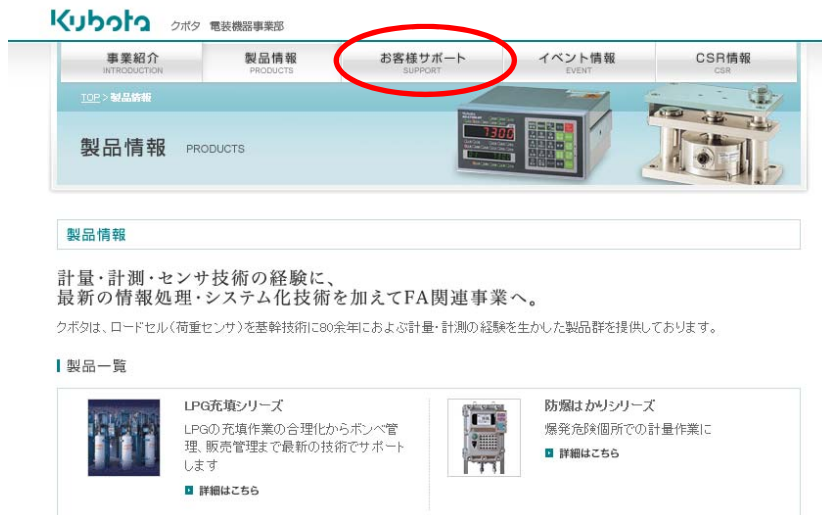 Kubota クボタ 電装機器事業部
事業紹介 製品情報 お客様サポート イベント情報 CSR情報
INTRODUCTION PRODUCTS SUPPORT EVENT CSR
TOP > 製品情報
7300
製品情報 PRODUCTS
製品情報
計量・計測・センサ技術の経験に、
最新の情報処理・システム化技術を加えてFA関連事業へ。
クボタは、ロードセル(荷重センサ)を基幹技術に80余年におよぶ計量・計測の経験を生かした製品群を提供しております。
製品一覧
LPG充填シリーズ
LPGの充填作業の合理化からボンベ管
理、販売管理まで最新の技術でサポート
します
詳細はこちら
防爆はかりシリーズ
爆発危険個所での計量作業に
詳細はこちら